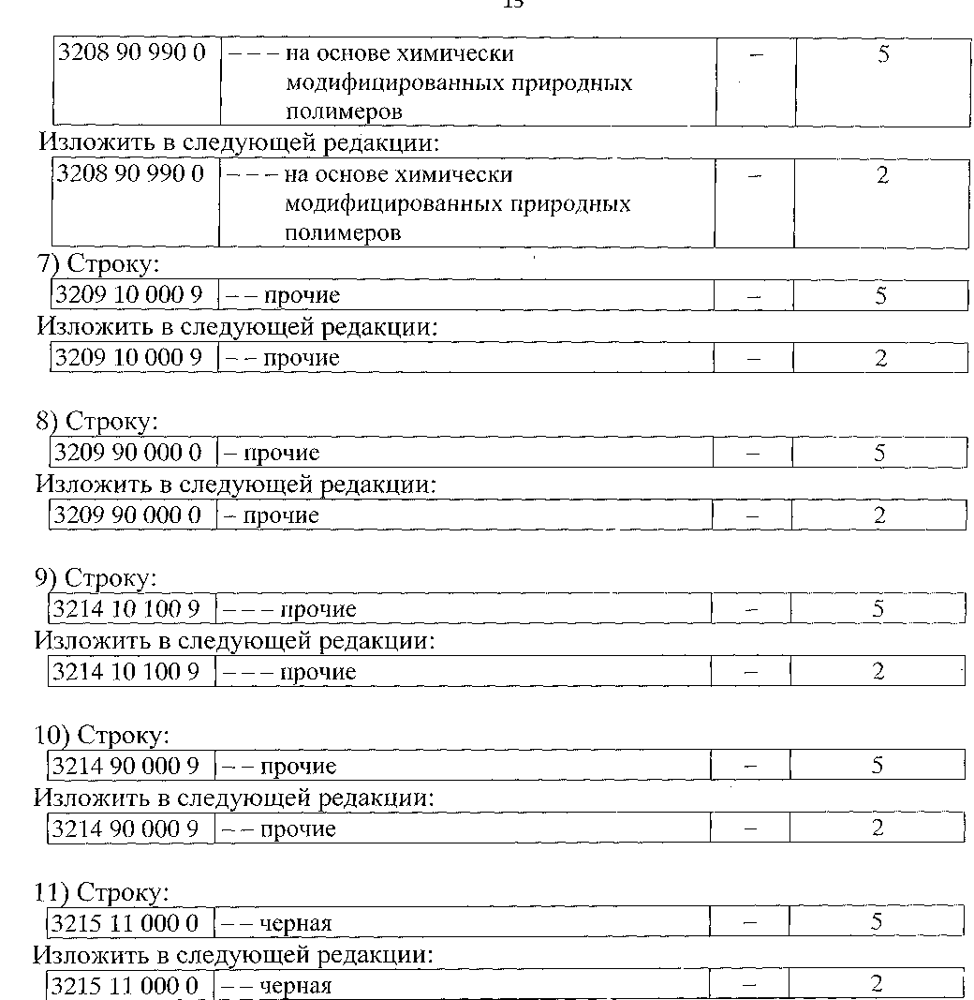 3208 90 990 0 – – – на основе химически – 5
модифицированных природных
полимеров
Изложить в следующей редакции:
3208 90 990 0 – – – на основе химически – 2
модифицированных природных
полимеров
7) Строку:
3209 10 000 9 – – прочие – 5
Изложить в следующей редакции:
3209 10 000 9 – – прочие – 2
8) Строку:
3209 90 000 0 – прочие – 5
Изложить в следующей редакции:
3209 90 000 0 – прочие – 2
9) Строку:
3214 10 100 9 – – – прочие – 5
Изложить в следующей редакции:
3214 10 100 9 – – – прочие – 2
10) Строку:
3214 90 000 9 – – прочие – 5
Изложить в следующей редакции:
3214 90 000 9 – – прочие – 2
11) Строку:
3215 11 000 0 – – черная – 5
Изложить в следующей редакции:
3215 11 000 0 – – черная – 2